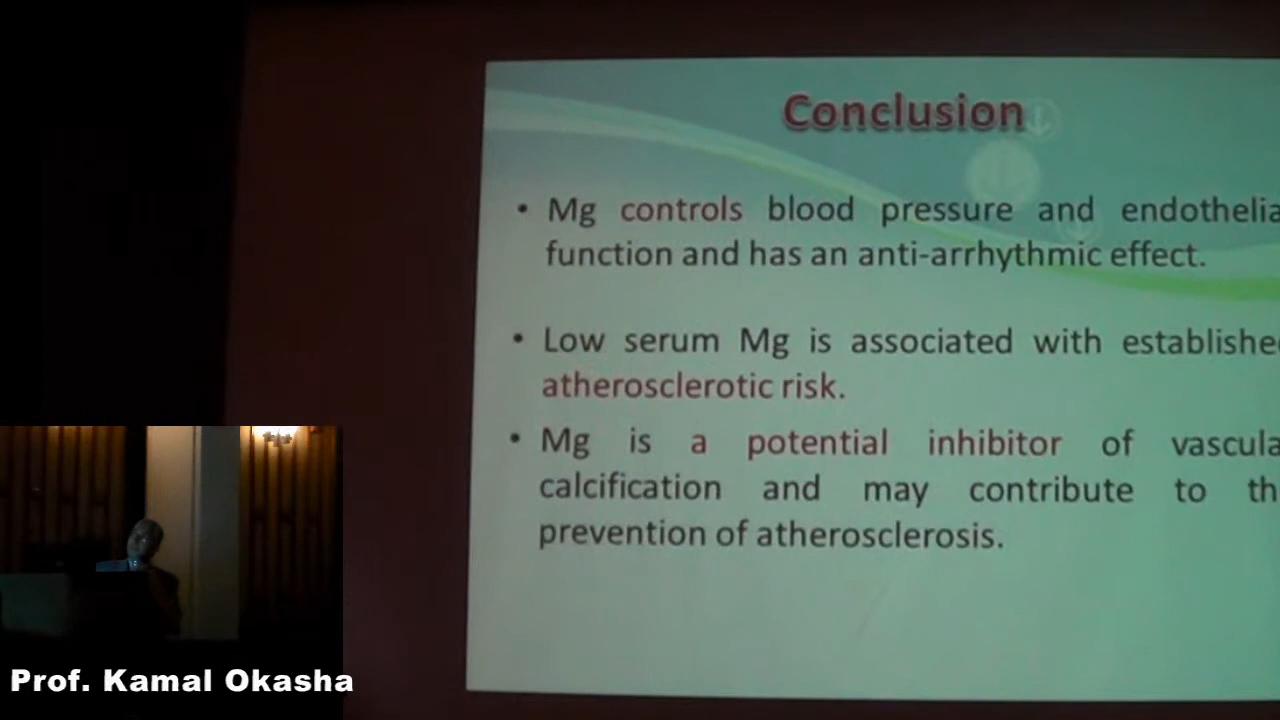 Conclusion
• Mg controls blood pressure and endothelia
function and has an anti-arrhythmic effect.
• Low serum Mg is associated with establishe
atherosclerotic risk.
• Mg is a potential inhibitor of vascula
calcification and may contribute to th
prevention of atherosclerosis.
Prof. Kamal Okasha